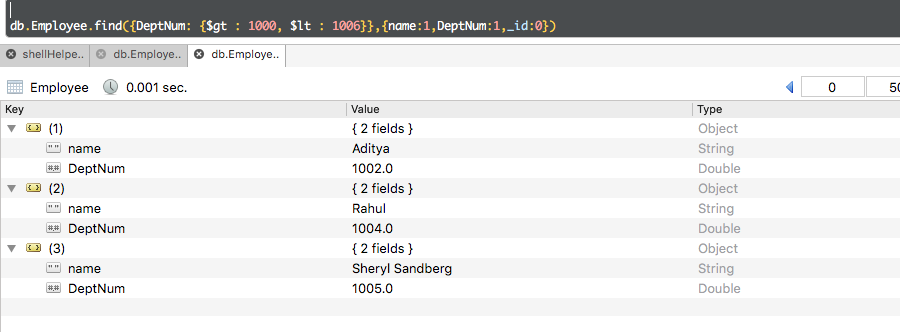 db.Employee.find({DeptNum: {$gt : 1000, $lt : 1006}},{name:1,DeptNum:1,_id:0})
shellHelpe.. db.Employe.. db.Employe..
Employee 0.001 sec. 0 50
Key Value Type
(1) { 2 fields } Object
name Aditya String
DeptNum 1002.0 Double
(2) { 2 fields } Object
name Rahul String
DeptNum 1004.0 Double
(3) { 2 fields } Object
name Sheryl Sandberg String
DeptNum 1005.0 Double